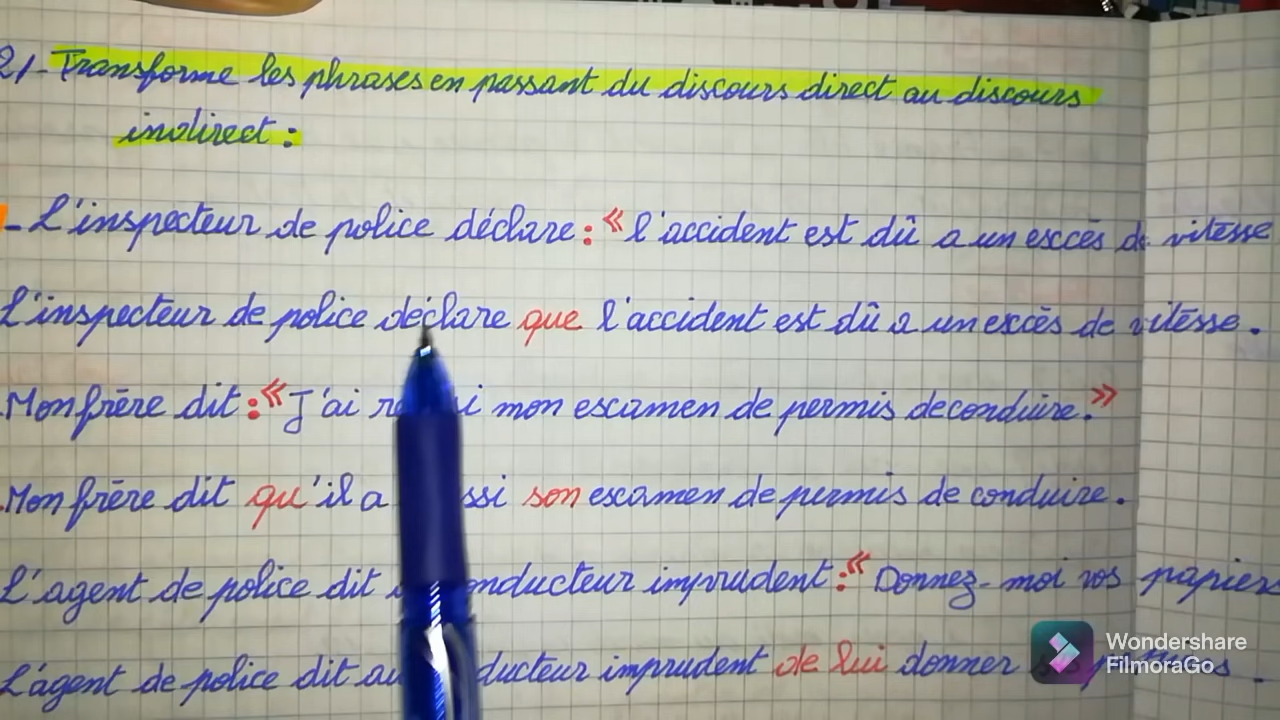 2/- Transforme les phrases en passant du discours direct au discours
indirect :
- L'inspecteur de police déclare : « l'accident est dû a un excès de vitesse
L'inspecteur de police déclare que l'accident est dû a un excès de vitesse.
Mon frère dit : « J'ai mon examen de permis de conduire. »
Mon frère dit qu'il a son examen de permis de conduire.
L'agent de police dit imprudent : « Donnez-moi vos papiers
L'agent de police dit au imprudent de lui donner
Wondershare
FilmoraGo